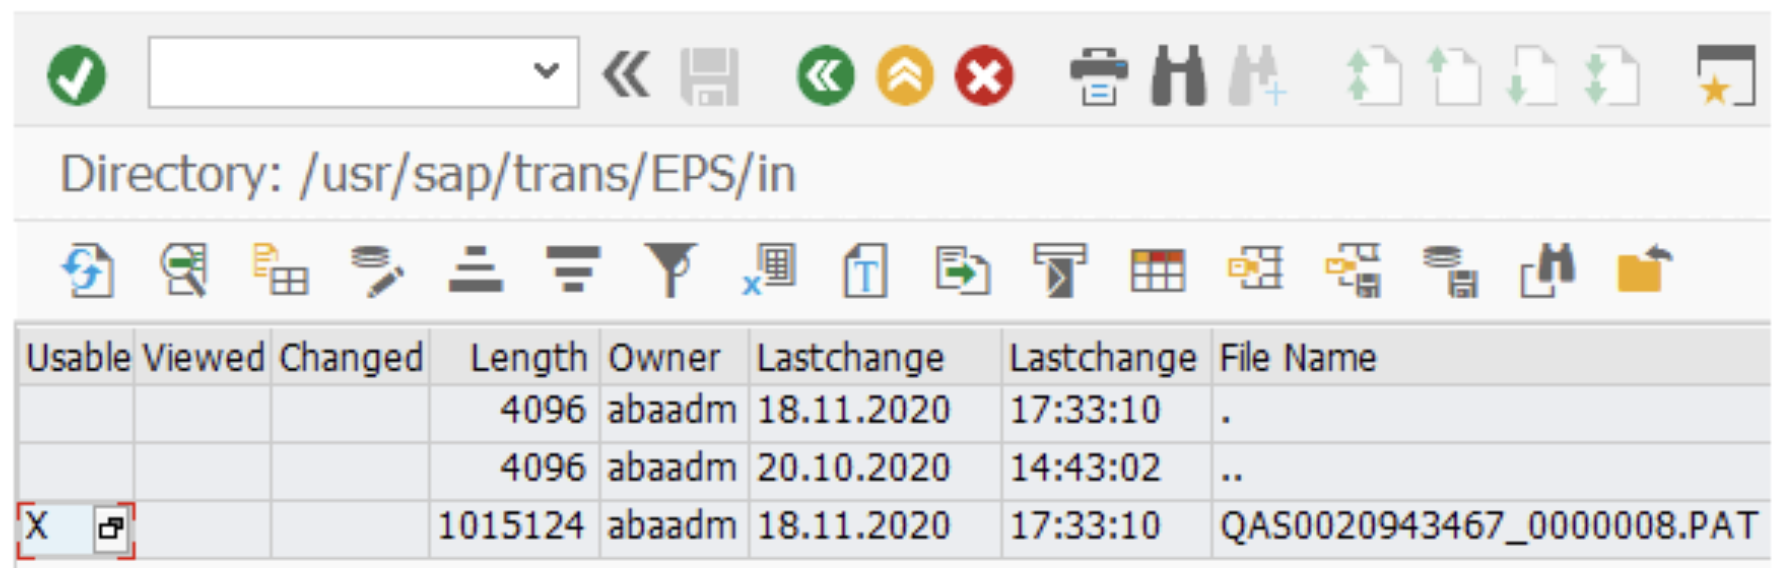 Directory: /usr/sap/trans/EPS/in
Usable Viewed Changed Length Owner Lastchange Lastchange File Name
4096 abaadm 18.11.2020 17:33:10 .
4096 abaadm 20.10.2020 14:43:02 ..
X 1015124 abaadm 18.11.2020 17:33:10 QAS0020943467_0000008.PAT